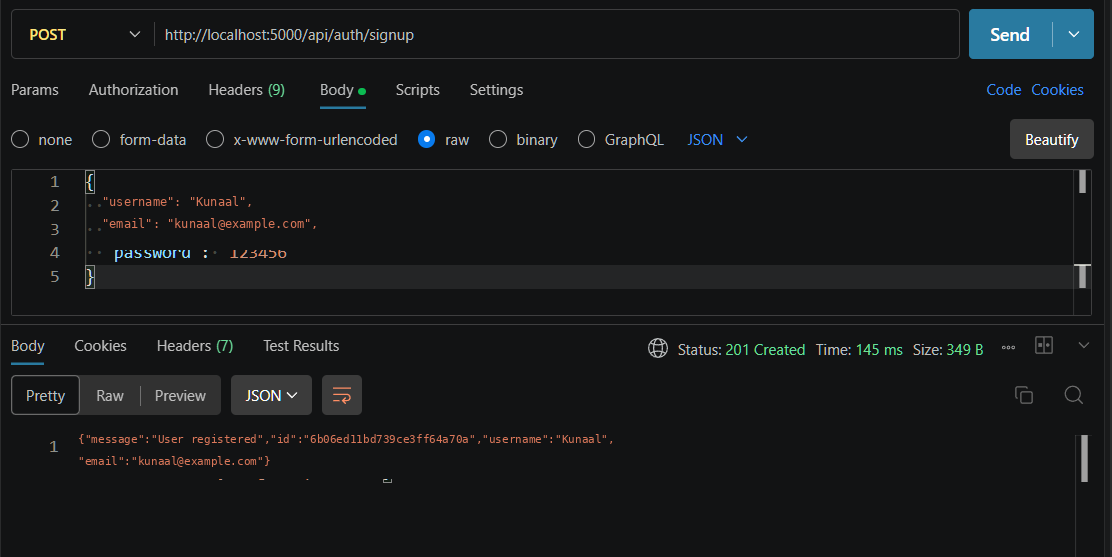 POST http://localhost:5000/api/auth/signup Send
Params Authorization Headers (9) Body Scripts Settings Code Cookies
none form-data x-www-form-urlencoded raw binary GraphQL JSON Beautify
1 {
2 "username": "Kunaal",
3 "email": "kunaal@example.com",
4 password : 123456
5 }
Body Cookies Headers (7) Test Results Status: 201 Created Time: 145 ms Size: 349 B
Pretty Raw Preview JSON
1 {"message":"User registered","id":"6b06ed11bd739ce3ff64a70a","username":"Kunaal",
"email":"kunaal@example.com"}